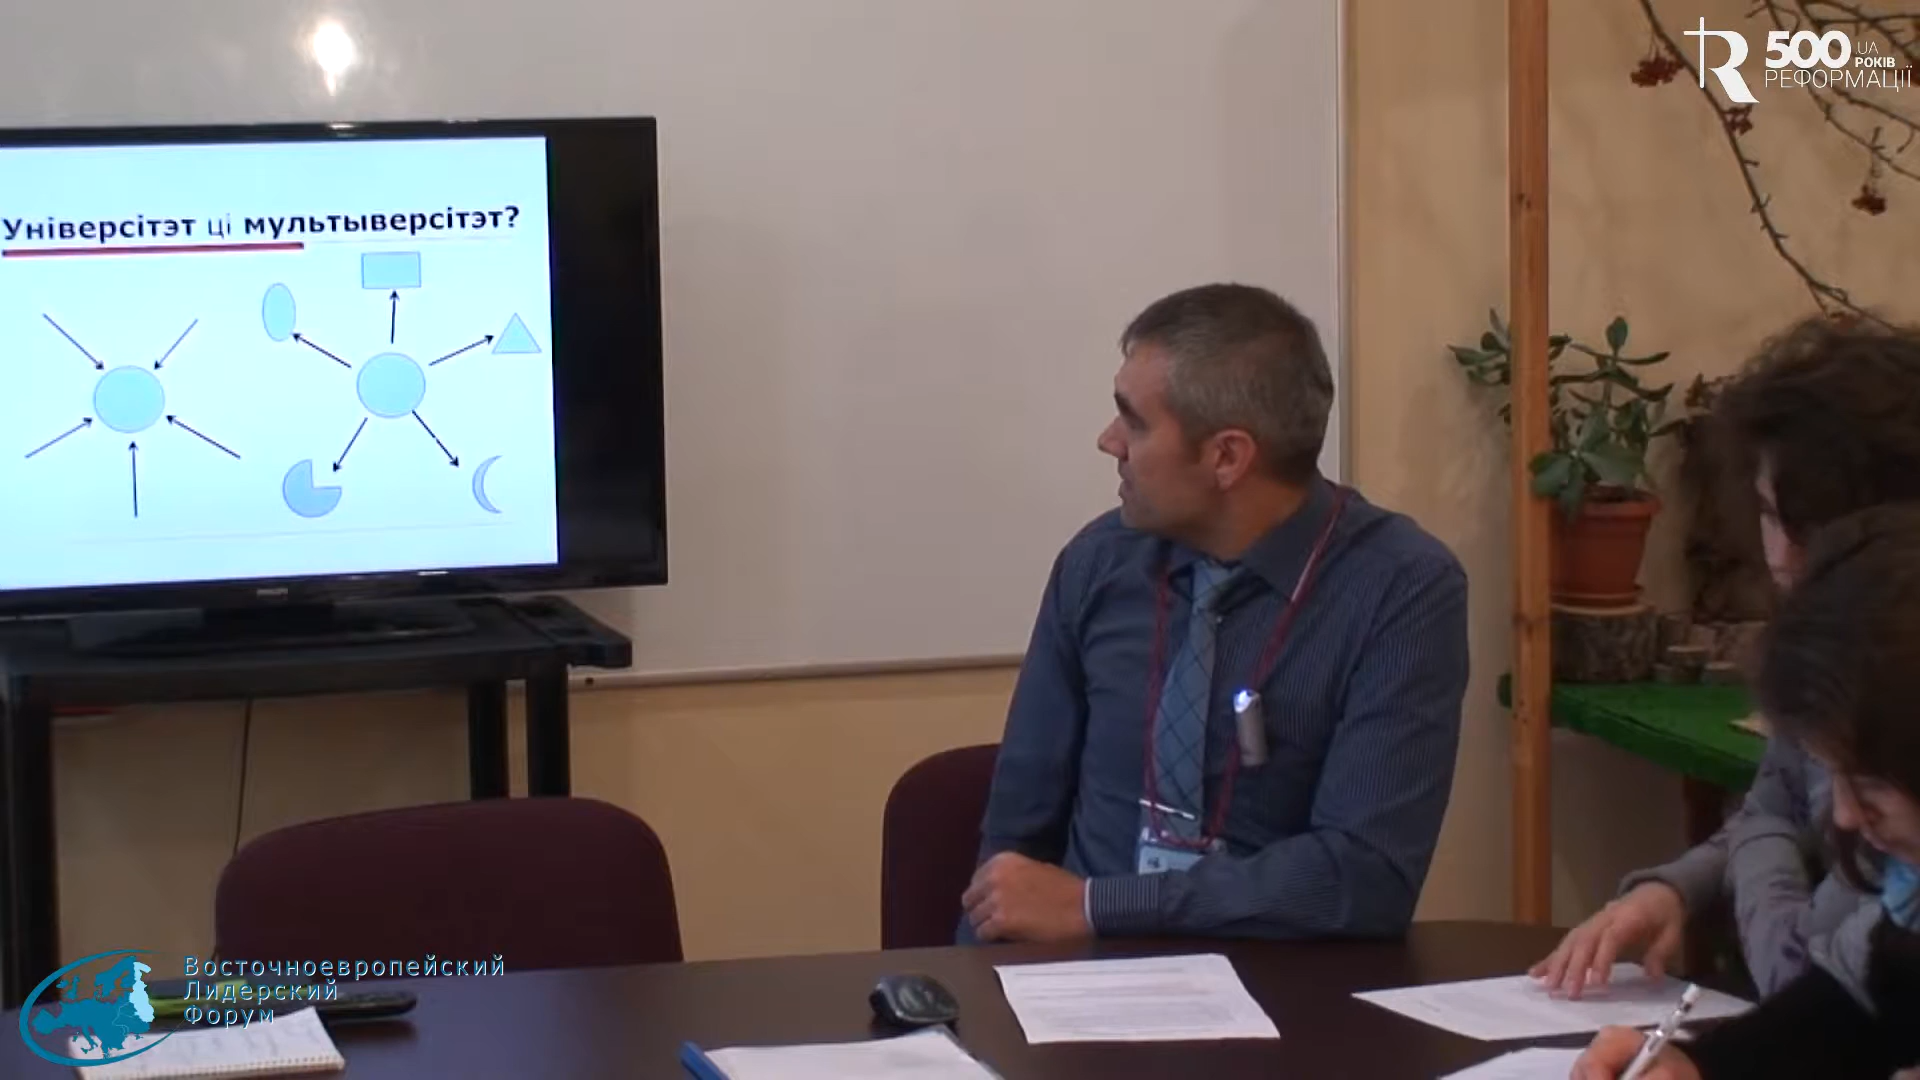 500 .UA
РОКІВ
РЕФОРМАЦІЇ
Універсітэт ці мультыверсітэт?
Восточноевропейский
Лидерский
Форум